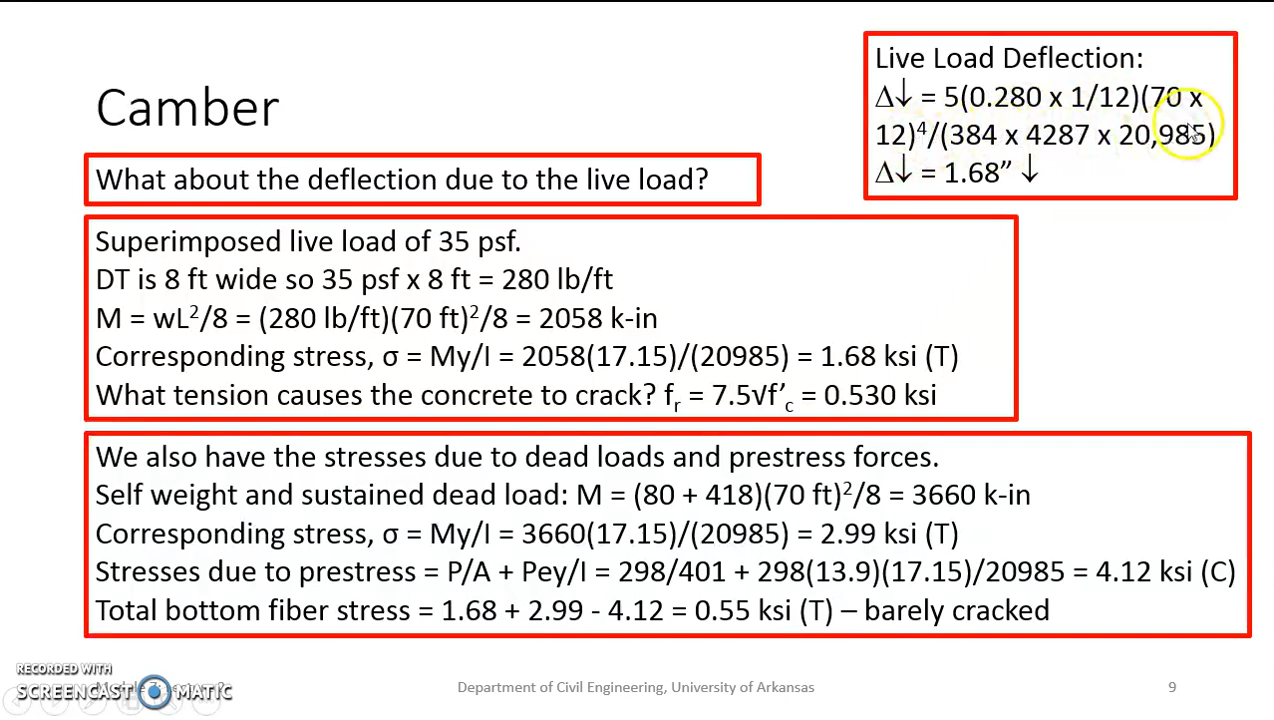 Camber
Live Load Deflection:
Δ↓ = 5(0.280 x 1/12)(70 x
12)⁴/(384 x 4287 x 20,985)
Δ↓ = 1.68” ↓
What about the deflection due to the live load?
Superimposed live load of 35 psf.
DT is 8 ft wide so 35 psf x 8 ft = 280 lb/ft
M = wL²/8 = (280 lb/ft)(70 ft)²/8 = 2058 k-in
Corresponding stress, σ = My/I = 2058(17.15)/(20985) = 1.68 ksi (T)
What tension causes the concrete to crack? fᵣ = 7.5√f’c = 0.530 ksi
We also have the stresses due to dead loads and prestress forces.
Self weight and sustained dead load: M = (80 + 418)(70 ft)²/8 = 3660 k-in
Corresponding stress, σ = My/I = 3660(17.15)/(20985) = 2.99 ksi (T)
Stresses due to prestress = P/A + Pey/I = 298/401 + 298(13.9)(17.15)/20985 = 4.12 ksi (C)
Total bottom fiber stress = 1.68 + 2.99 - 4.12 = 0.55 ksi (T) – barely cracked
RECORDED WITH
SCREENCAST MATIC
Department of Civil Engineering, University of Arkansas
9